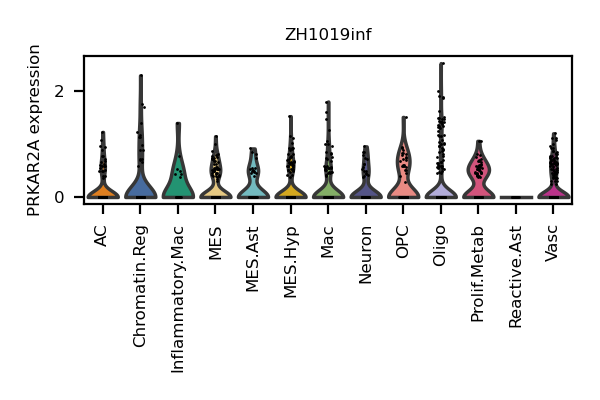 ZH1019inf
PRKAR2A expression
2
0
AC
Chromatin.Reg
Inflammatory.Mac
MES
MES.Ast
MES.Hyp
Mac
Neuron
OPC
Oligo
Prolif.Metab
Reactive.Ast
Vasc